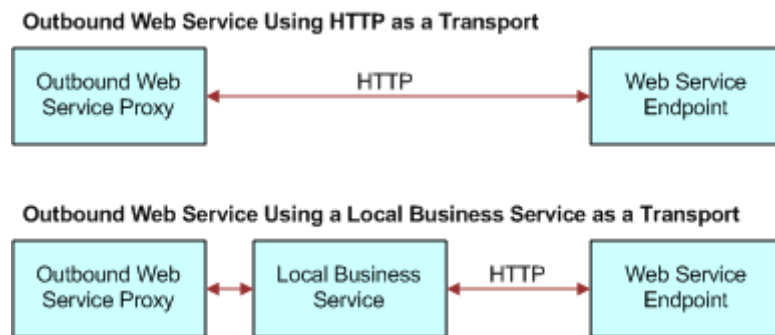 Outbound Web Service Using HTTP as a Transport
Outbound Web
Service Proxy
HTTP
Web Service
Endpoint
Outbound Web Service Using a Local Business Service as a Transport
Outbound Web
Service Proxy
Local Business
Service
HTTP
Web Service
Endpoint